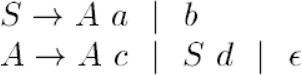 S → A a | b
A → A c | S d | ϵ